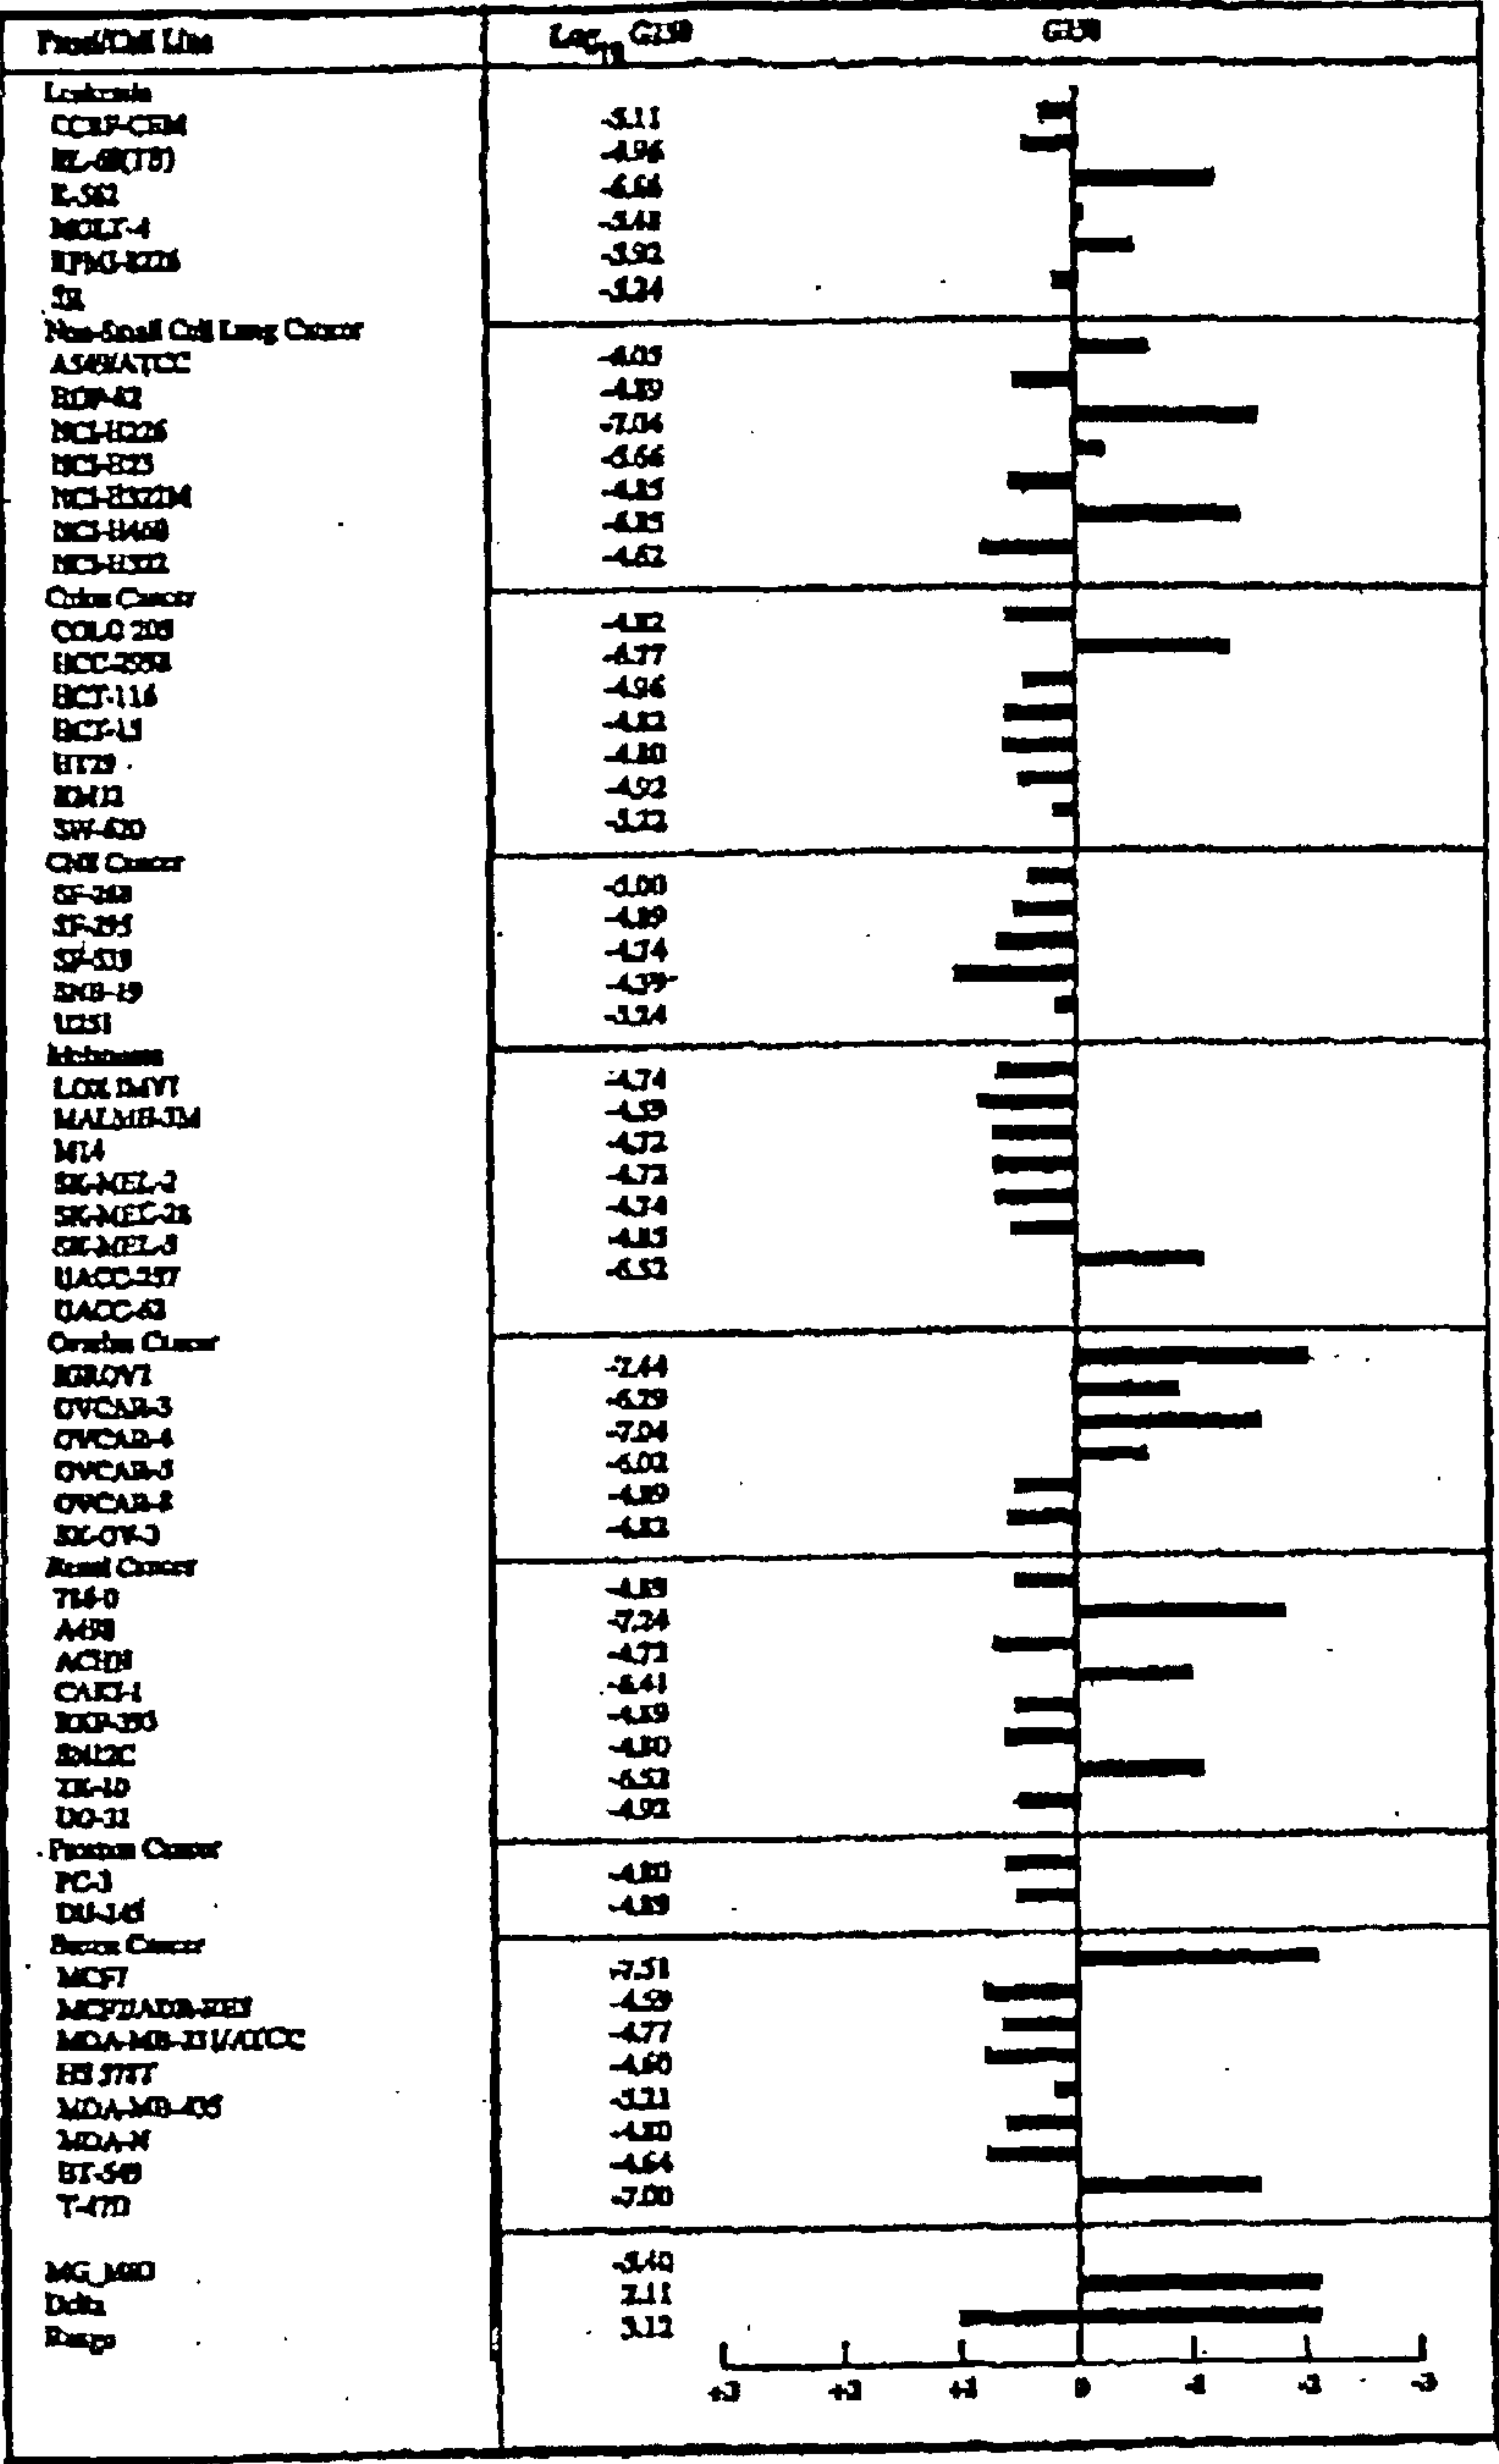 Panel/Cell Line Log10 GI50 GI50
Leukemia
CCRF-CEM -5.11
HL-60(TB) -4.96
K-562 -6.66
MOLT-4 -5.48
RPMI-8226 -5.92
SR -5.24
Non-Small Cell Lung Cancer
A549/ATCC -6.05
HOP-62 -4.89
NCI-H226 -7.04
NCI-H23 -5.66
NCI-H322M -4.85
NCI-H460 -6.85
NCI-H522 -4.62
Colon Cancer
COLO 205 -4.82
HCC-2998 -6.77
HCT-116 -4.96
HCT-15 -4.82
HT29 -4.80
KM12 -4.92
SW-620 -5.22
CNS Cancer
SF-268 -5.00
SF-295 -4.89
SF-539 -4.74
SNB-19 -4.39
U251 -5.24
Melanoma
LOX IMVI -4.74
MALME-3M -4.59
M14 -4.72
SK-MEL-2 -4.72
SK-MEL-28 -4.74
SK-MEL-5 -4.85
UACC-257 -6.52
UACC-62
Ovarian Cancer
IGROV1 -7.44
OVCAR-3 -6.29
OVCAR-4 -7.04
OVCAR-5 -6.02
OVCAR-8 -4.89
SK-OV-3 -4.82
Renal Cancer
786-0 -4.89
A498 -7.24
ACHN -4.72
CAKI-1 -6.41
RXF-393 -4.89
SN12C -4.80
TK-10 -6.52
UO-31 -4.92
Prostate Cancer
PC-3 -4.80
DU-145 -4.89
Breast Cancer
MCF7 -7.51
MCF7/ADR-RES -4.59
MDA-MB-231/ATCC -4.77
HS 578T -4.60
MDA-MB-435 -5.21
MDA-N -4.80
BT-549 -4.64
T-47D -7.00
MG_MID -5.40
Delta 2.11
Range 3.12
+3 +2 +1 0 -1 -2 -3